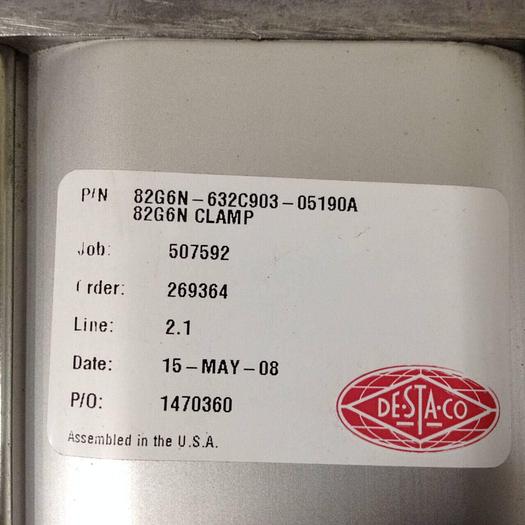 P/N 82G6N-632C903-05190A
82G6N CLAMP
Job: 507592
Order: 269364
Line: 2.1
Date: 15-MAY-08
P/O: 1470360
Assembled in the U.S.A.
DE-STA-CO